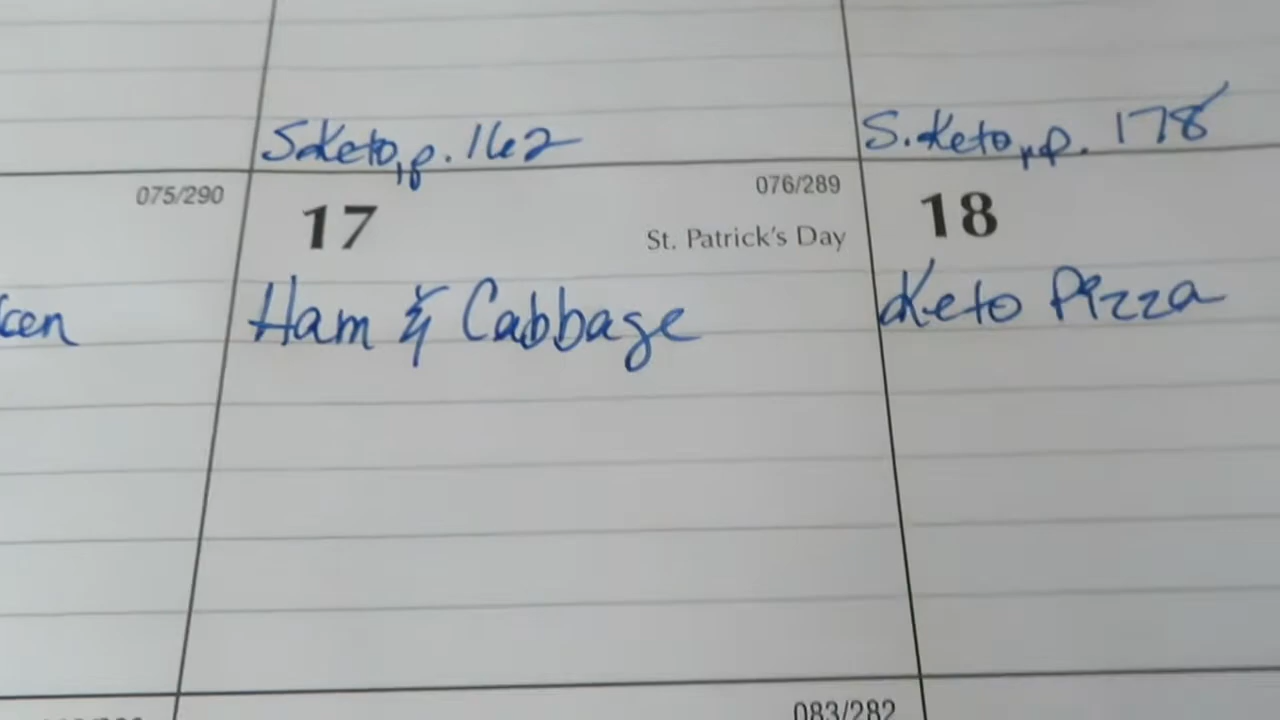 S.Keto, p. 162
S.Keto, p. 178
075/290
17
076/289
St. Patrick's Day
18
Ham & Cabbage
Keto Pizza
083/282